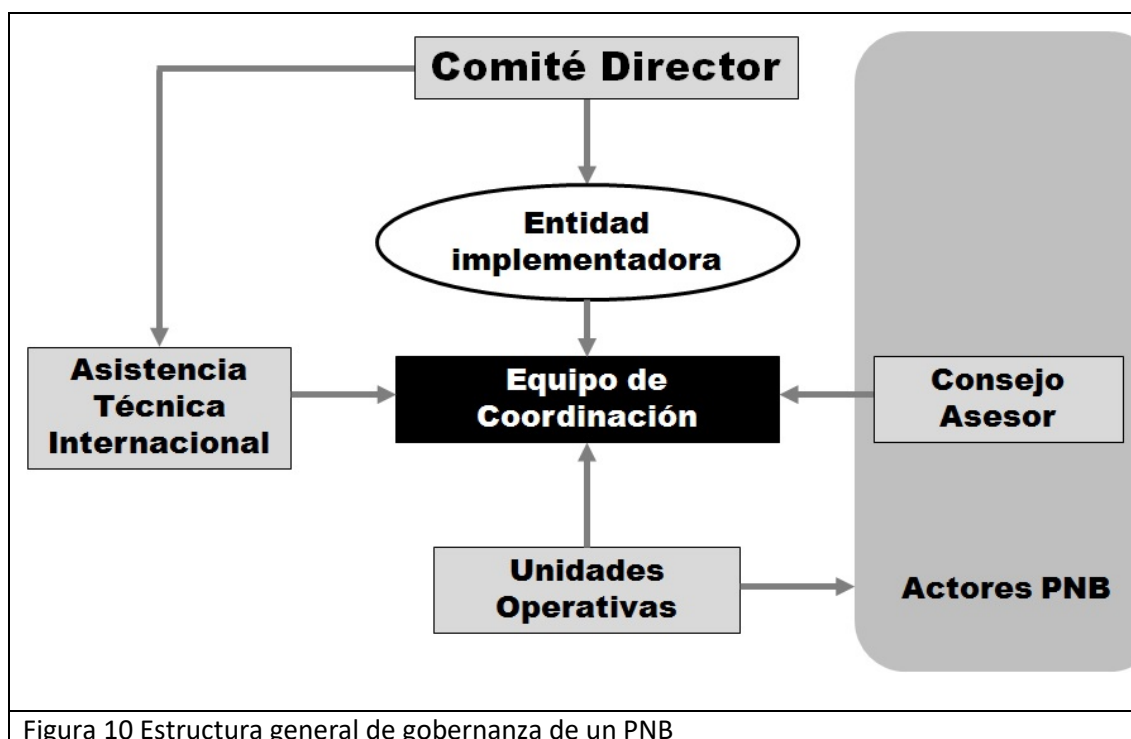 Comité Director
Entidad
implementadora
Asistencia
Técnica
Internacional
Equipo de
Coordinación
Consejo
Asesor
Unidades
Operativas
Actores PNB
Figura 10 Estructura general de gobernanza de un PNB